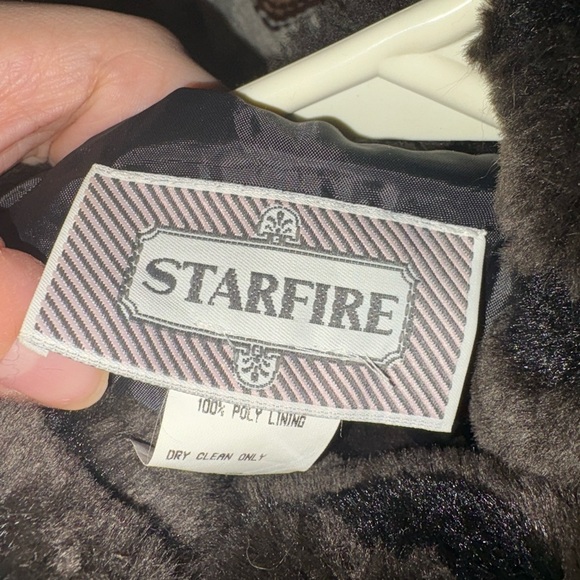 STARFIRE
100% POLY LINING
DRY CLEAN ONLY